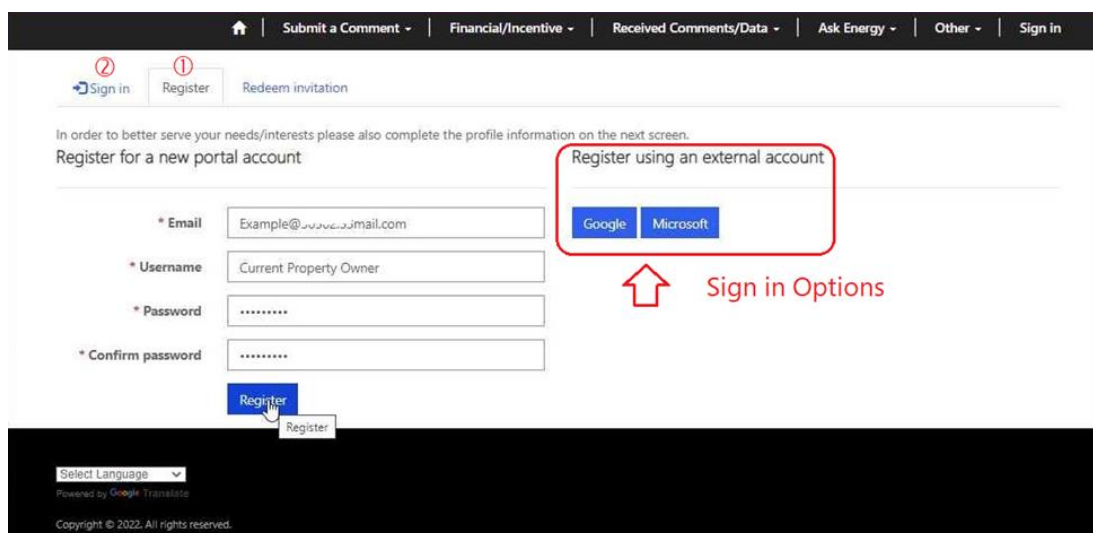 Submit a Comment | Financial/Incentive | Received Comments/Data | Ask Energy | Other | Sign in
② ①
Sign in Register Redeem invitation
In order to better serve your needs/interests please also complete the profile information on the next screen.
Register for a new portal account
Register using an external account
* Email Example@ mail.com
Google Microsoft
* Username Current Property Owner
Sign in Options
* Password •••••••••
* Confirm password •••••••••
Register
Register
Select Language
Powered by Google Translate
Copyright © 2022. All rights reserved.